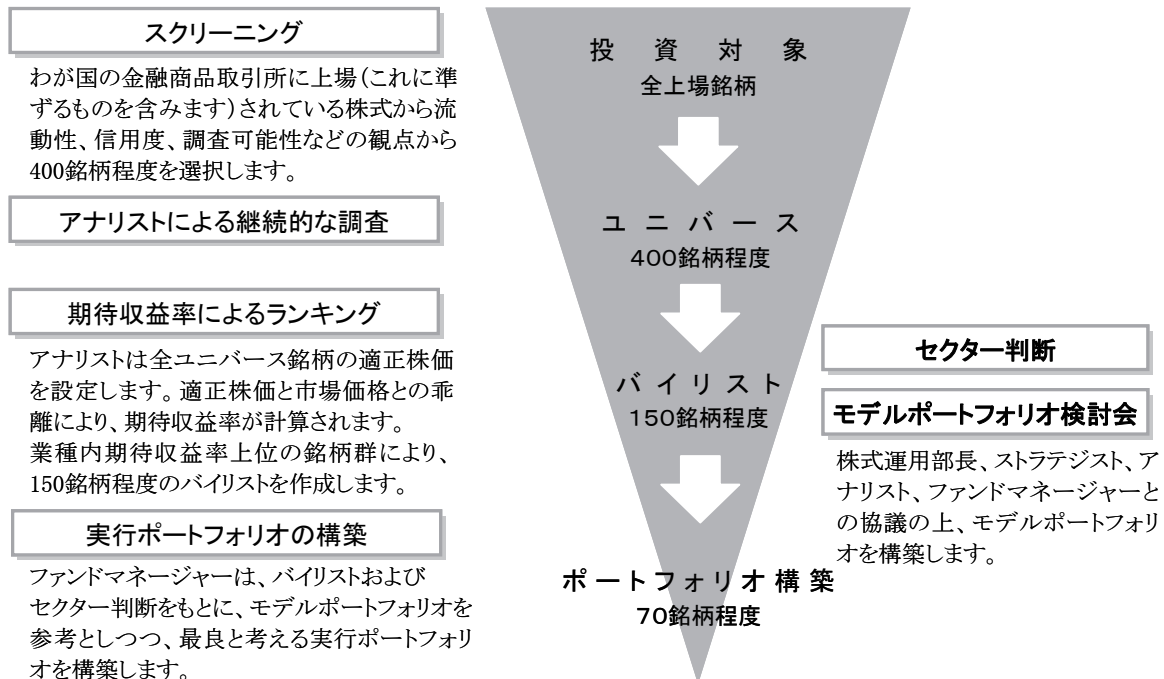 スクリーニング
わが国の金融商品取引所に上場(これに準
ずるものを含みます)されている株式から流
動性、信用度、調査可能性などの観点から
400銘柄程度を選択します。
アナリストによる継続的な調査
期待収益率によるランキング
アナリストは全ユニバース銘柄の適正株価
を設定します。適正株価と市場価格との乖
離により、期待収益率が計算されます。
業種内期待収益率上位の銘柄群により、
150銘柄程度のバイリストを作成します。
実行ポートフォリオの構築
ファンドマネージャーは、バイリストおよび
セクター判断をもとに、モデルポートフォリオを
参考としつつ、最良と考える実行ポートフォリ
オを構築します。
投資対象
全上場銘柄
ユニバース
400銘柄程度
バイリスト
150銘柄程度
ポートフォリオ構築
70銘柄程度
セクター判断
モデルポートフォリオ検討会
株式運用部長、ストラテジスト、ア
ナリスト、ファンドマネージャーと
の協議の上、モデルポートフォリ
オを構築します。